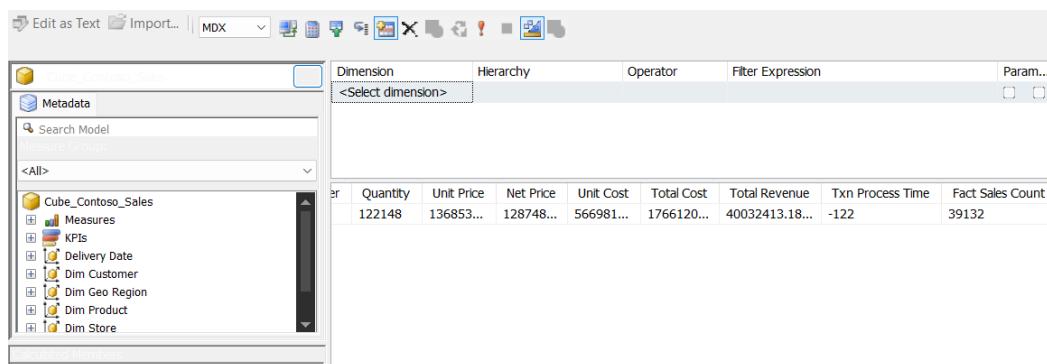 Edit as Text Import... MDX
Cube_Contoso_Sales
Metadata
Search Model
Measure Group:
<All>
Cube_Contoso_Sales
Measures
KPIs
Delivery Date
Dim Customer
Dim Geo Region
Dim Product
Dim Store
Calculated Members
Dimension Hierarchy Operator Filter Expression Param...
<Select dimension>
er Quantity Unit Price Net Price Unit Cost Total Cost Total Revenue Txn Process Time Fact Sales Count
122148 136853... 128748... 566981... 1766120... 40032413.18... -122 39132